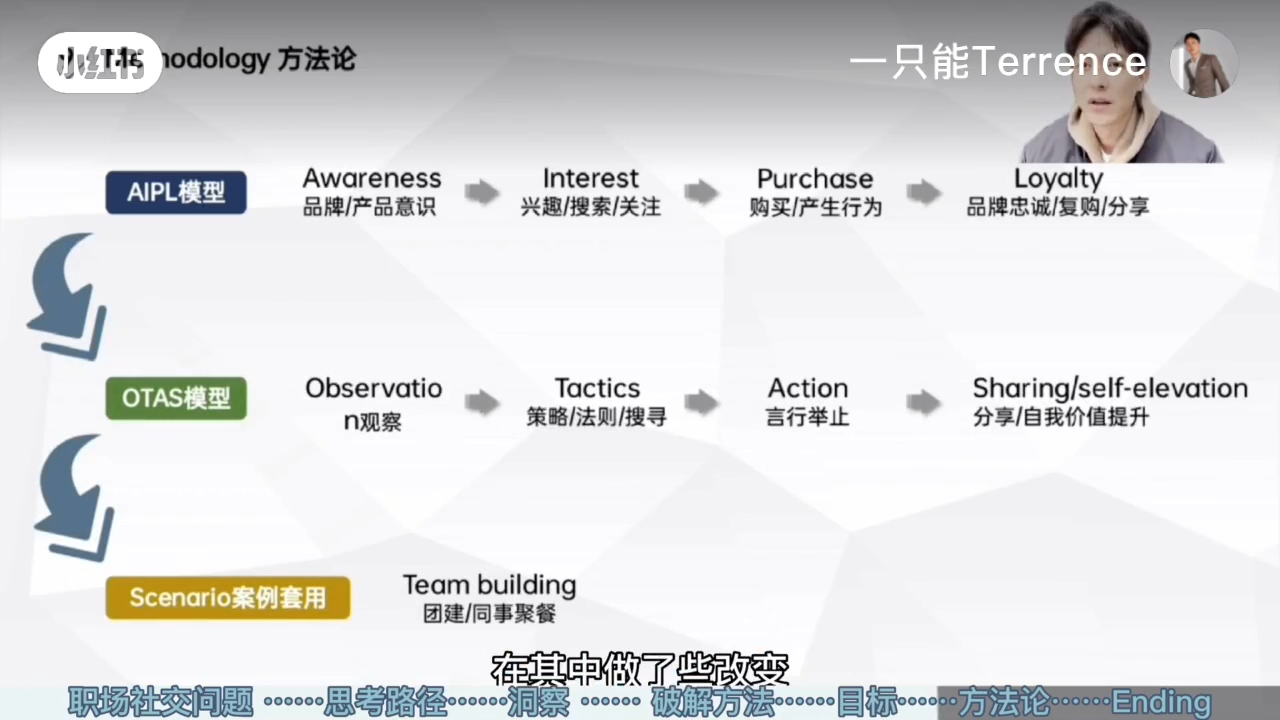 小红书
Methodology 方法论
一只能Terrence
AIPL模型
Awareness
品牌/产品意识
Interest
兴趣/搜索/关注
Purchase
购买/产生行为
Loyalty
品牌忠诚/复购/分享
OTAS模型
Observatio
n观察
Tactics
策略/法则/搜寻
Action
言行举止
Sharing/self-elevation
分享/自我价值提升
Scenario案例套用
Team building
团建/同事聚餐
在其中做了些改变
职场社交问题 ······思考路径······洞察 ······ 破解方法······目标······方法论······Ending